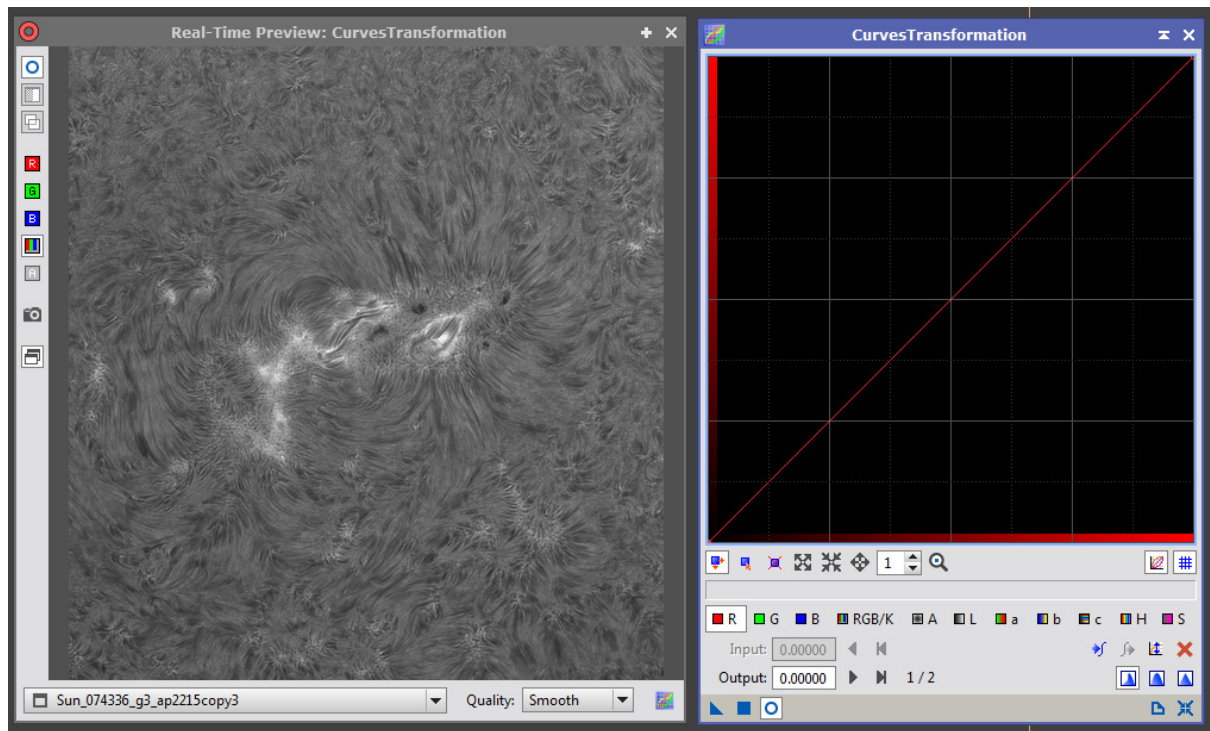 Real-Time Preview: CurvesTransformation
R
G
B
A
Sun_074336_g3_ap2215copy3
Quality: Smooth
CurvesTransformation
1
R G B RGB/K A L a b c H S
Input: 0.00000
Output: 0.00000 1 / 2